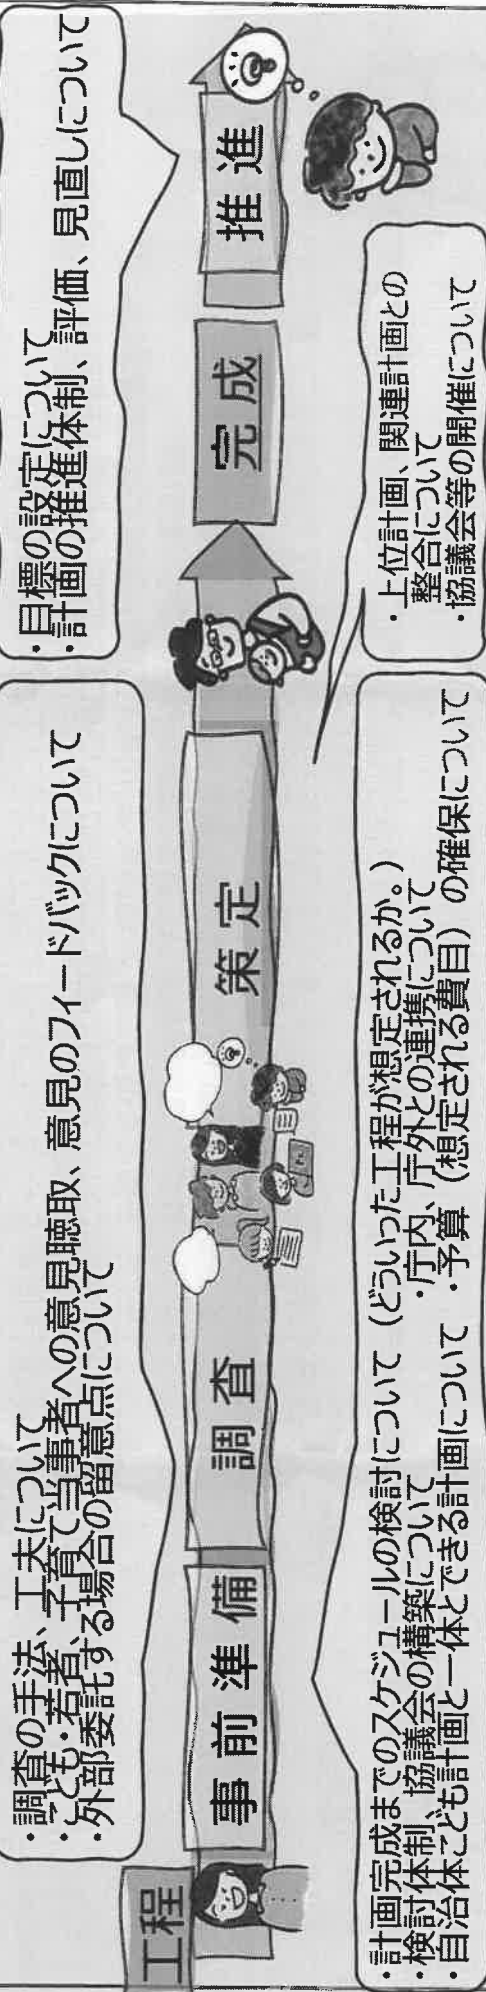 工程
事前準備
調査
策定
完成
推進
・調査の手法、工夫について
・こども・若者、子育て当事者への意見聴取、意見のフィードバックについて
・外部委託する場合の留意点について
・目標の設定について
・計画の推進体制、評価、見直しについて
・計画完成までのスケジュールの検討について（どういった工程が想定されるか。）
・検討体制、協議会の構築について
・庁内、庁外との連携について
・自治体こども計画と一体とできる計画について
・予算（想定される費目）の確保について
・上位計画、関連計画との
整合について
・協議会等の開催について